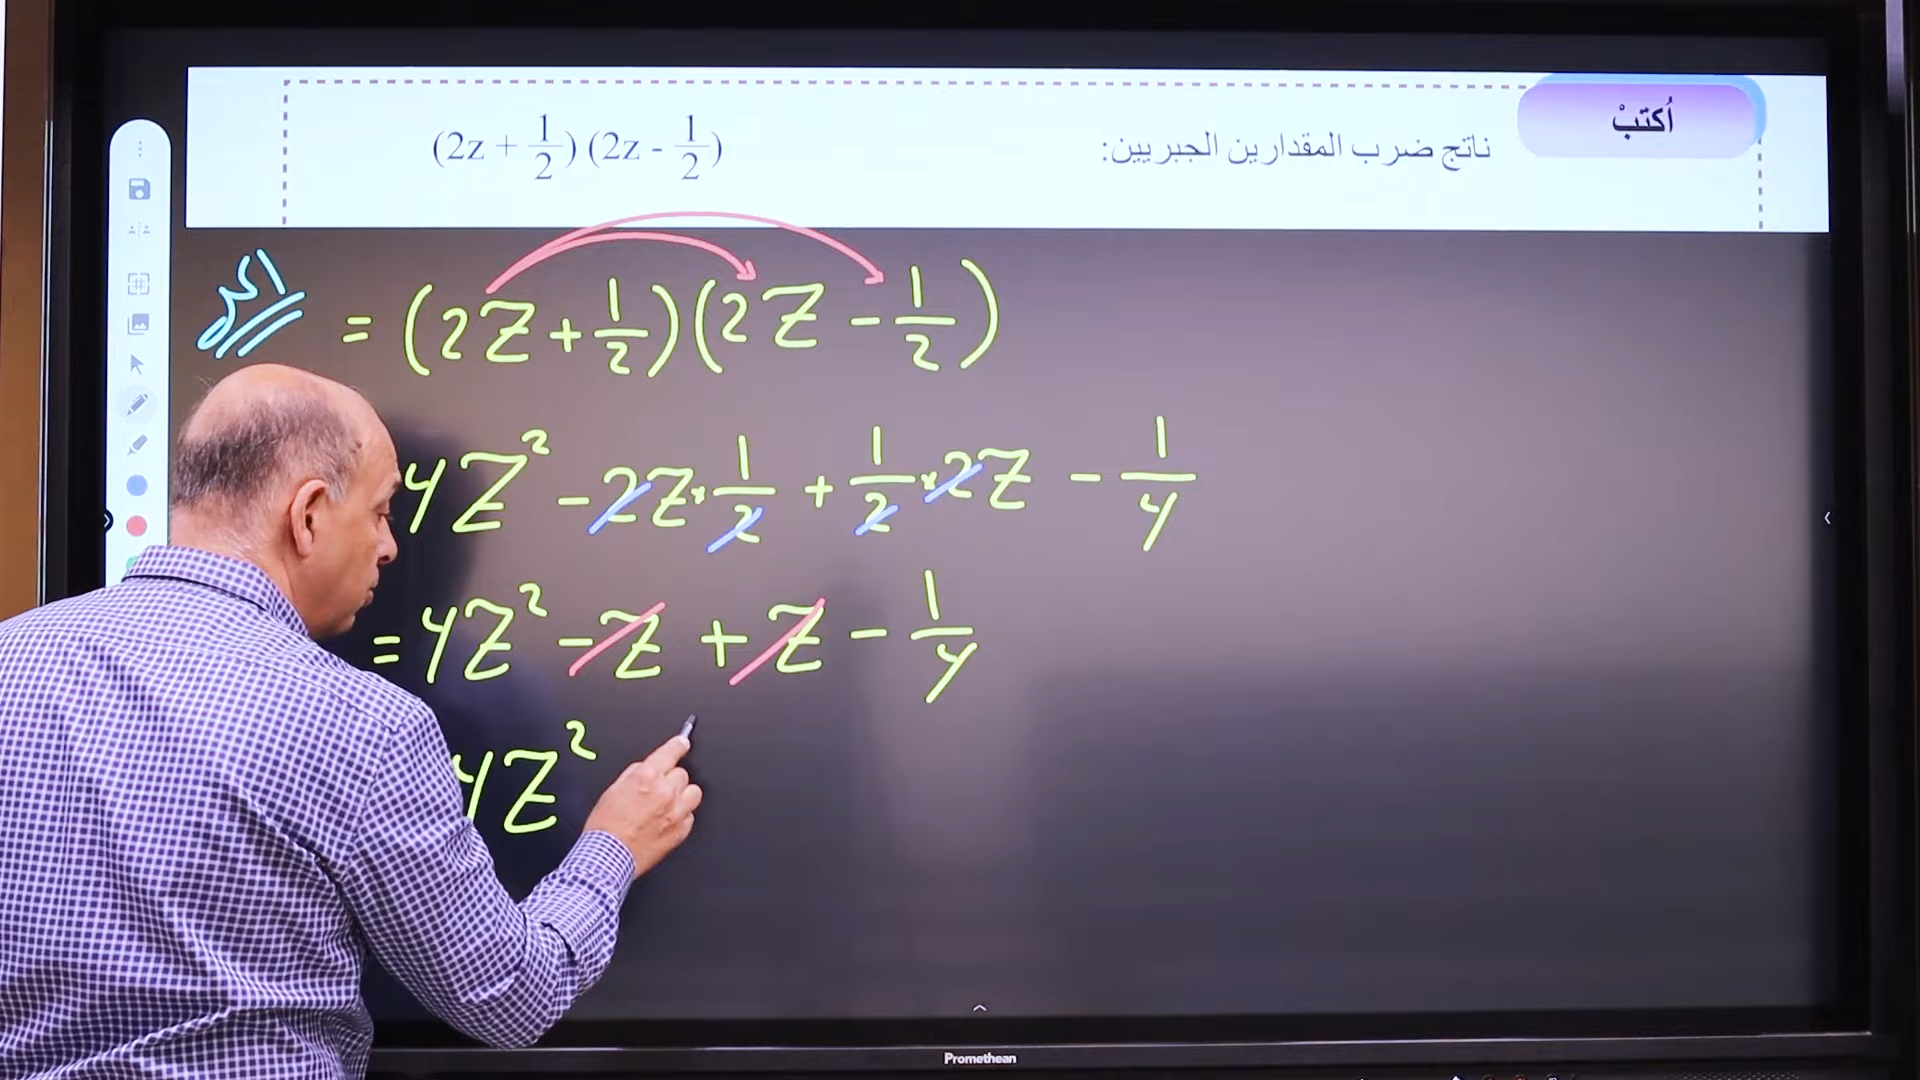 أُكتبْ
ناتج ضرب المقدارين الجبريين: (2z + 1/2) (2z - 1/2)
الحل
= (2Z + 1/2)(2Z - 1/2)
4Z² - 2Z × 1/2 + 1/2 × 2Z - 1/4
= 4Z² - Z + Z - 1/4
4Z²
Promethean